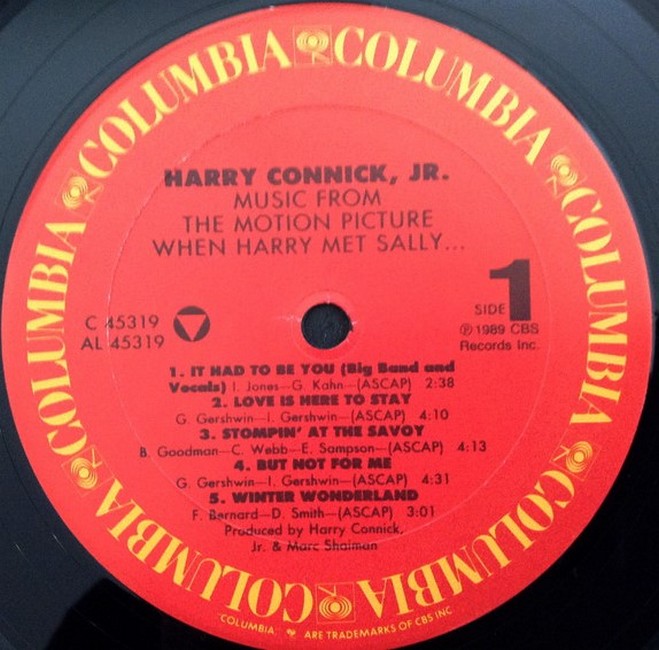 COLUMBIA COLUMBIA COLUMBIA COLUMBIA COLUMBIA COLUMBIA COLUMBIA COLUMBIA
HARRY CONNICK, JR.
MUSIC FROM
THE MOTION PICTURE
WHEN HARRY MET SALLY...
SIDE 1
C 45319
AL 45319
℗ 1989 CBS
Records Inc.
1. IT HAD TO BE YOU (Big Band and
Vocals) I. Jones—G. Kahn—(ASCAP) 2:38
2. LOVE IS HERE TO STAY
G. Gershwin—I. Gershwin—(ASCAP) 4:10
3. STOMPIN' AT THE SAVOY
B. Goodman—C. Webb—E. Sampson—(ASCAP) 4:13
4. BUT NOT FOR ME
G. Gershwin—I. Gershwin—(ASCAP) 4:31
5. WINTER WONDERLAND
F. Bernard—D. Smith—(ASCAP) 3:01
Produced by Harry Connick,
Jr. & Marc Shaiman
"COLUMBIA," ARE TRADEMARKS OF CBS INC